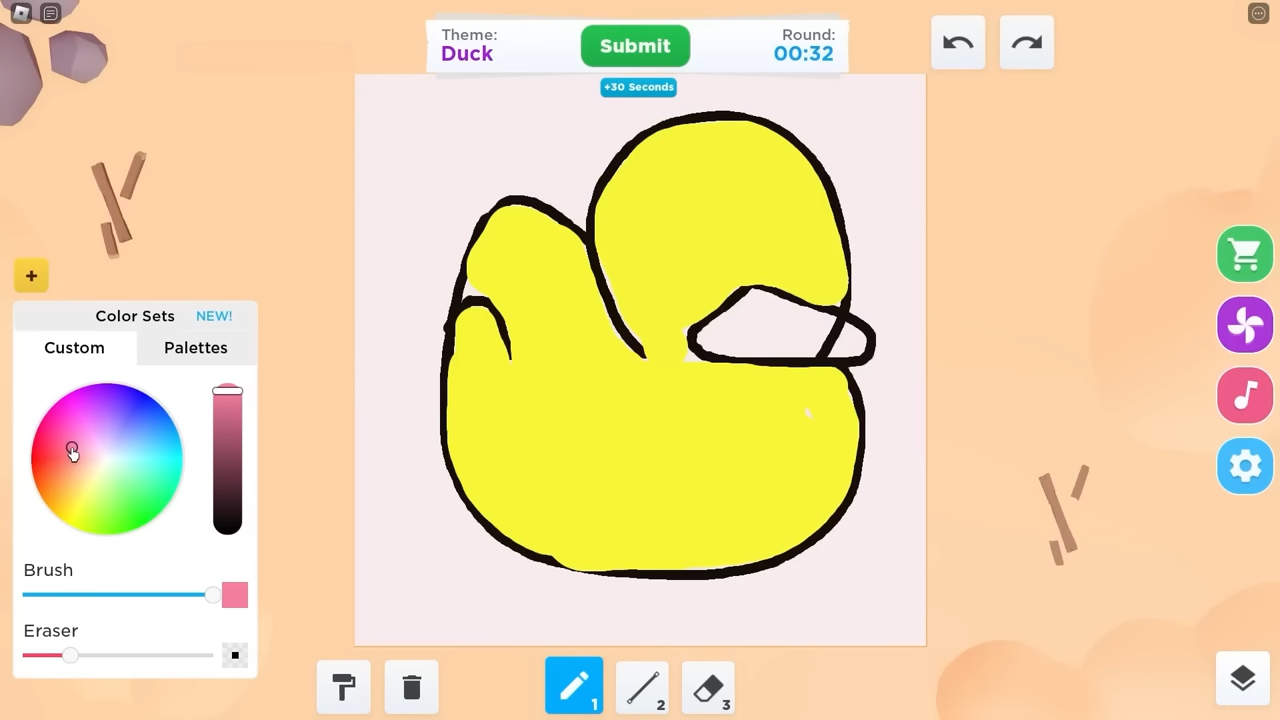 Theme:
Duck
Submit
Round:
00:32
+30 Seconds
+
Color Sets NEW!
Custom
Palettes
Brush
Eraser
1
2
3